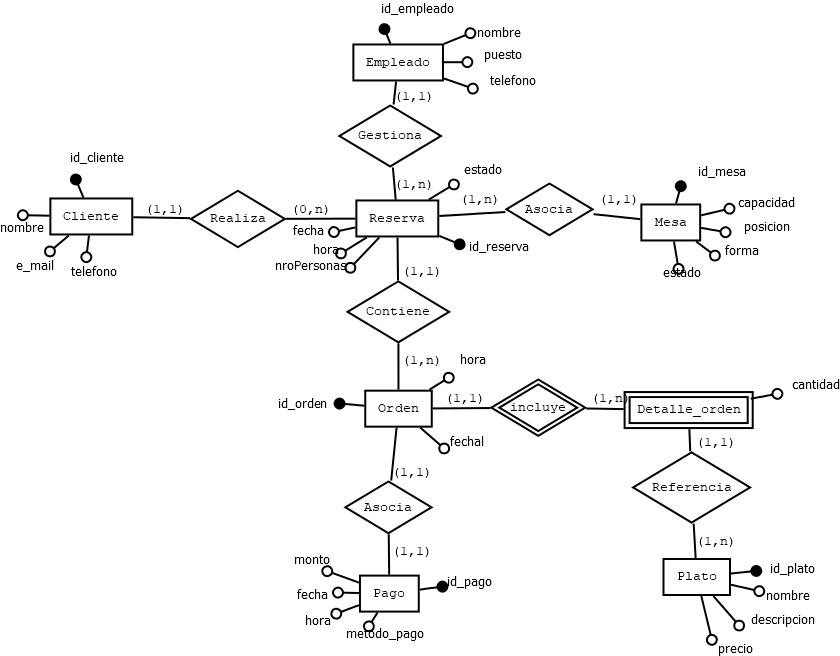 id_empleado
nombre
Empleado
puesto
telefono
(1,1)
Gestiona
id_cliente
estado
id_mesa
(1,n)
(1,n)
(1,1)
capacidad
(1,1)
(0,n)
Cliente
Realiza
Reserva
Asocia
Mesa
nombre
fecha
posicion
hora
id_reserva
forma
e_mail
telefono
nroPersonas
(1,1)
estado
Contiene
(1,n)
hora
cantidad
id_orden
Orden
(1,1)
incluye
(1,n)
Detalle_orden
fechal
(1,1)
(1,1)
Asocia
Referencia
(1,1)
(1,n)
monto
id_pago
id_plato
fecha
Pago
Plato
nombre
hora
metodo_pago
descripcion
precio